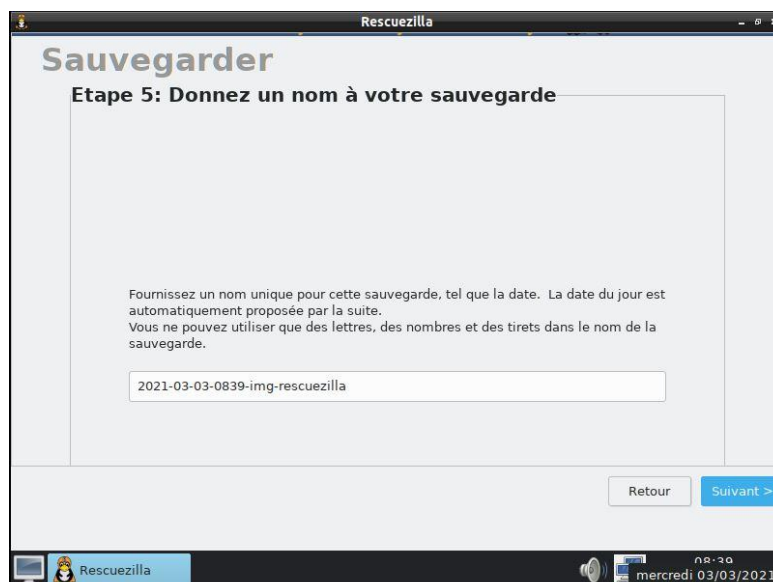 Rescuezilla
Sauvegarder
Etape 5: Donnez un nom à votre sauvegarde
Fournissez un nom unique pour cette sauvegarde, tel que la date.  La date du jour est
automatiquement proposée par la suite.
Vous ne pouvez utiliser que des lettres, des nombres et des tirets dans le nom de la
sauvegarde.
2021-03-03-0839-img-rescuezilla
Retour
Suivant >
Rescuezilla
08:39
mercredi 03/03/2021